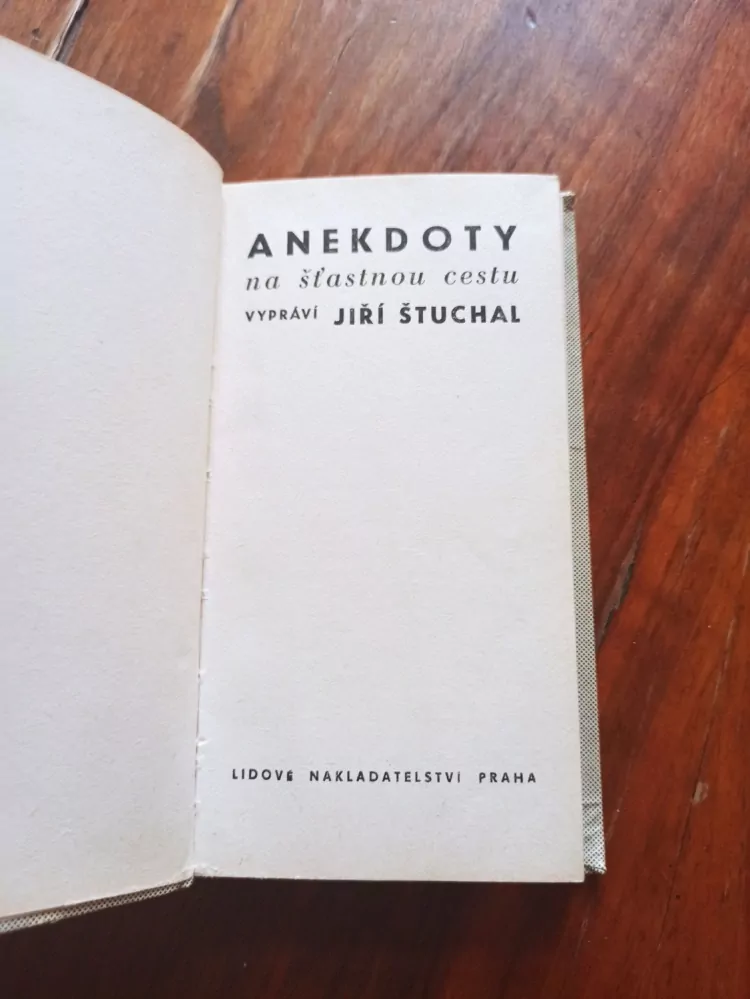 ANEKDOTY
na šťastnou cestu
VYPRÁVÍ JIŘÍ ŠTUCHAL
LIDOVÉ NAKLADATELSTVÍ PRAHA